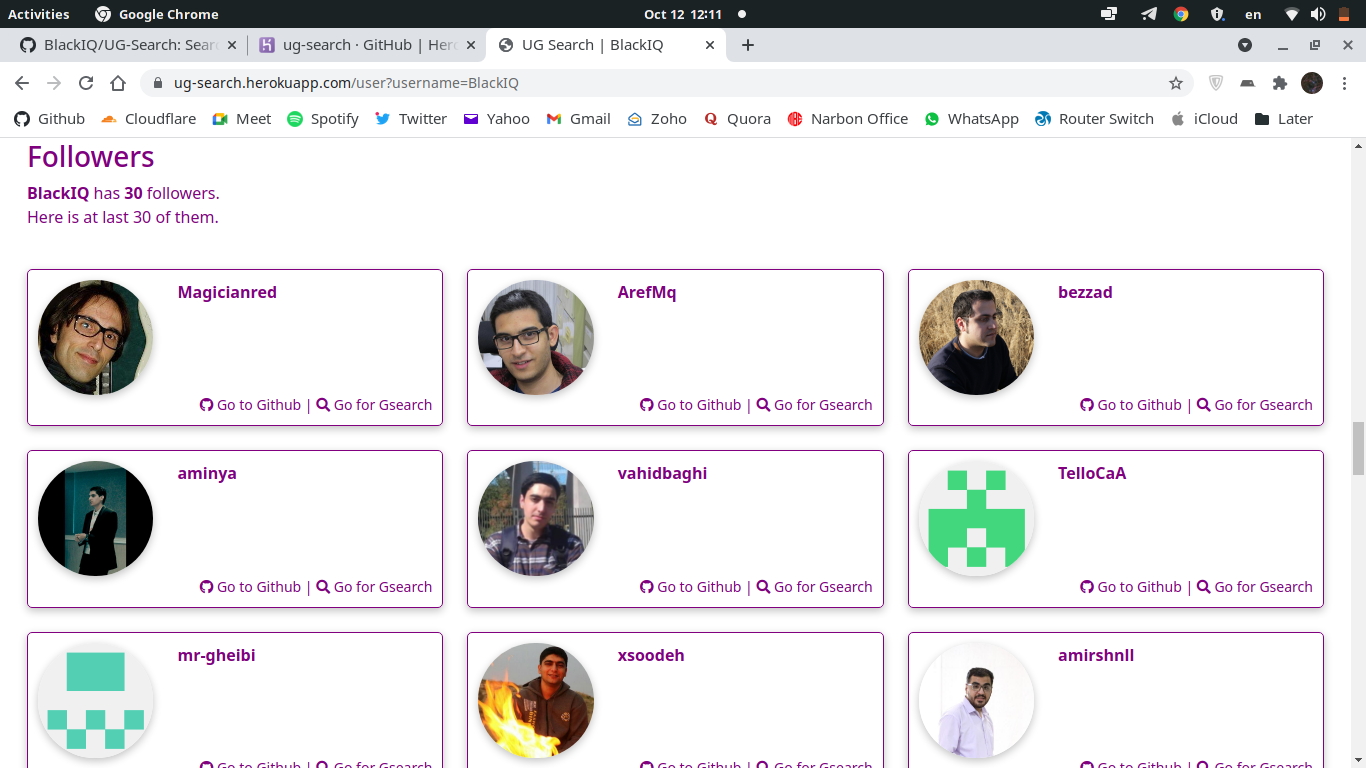 Activities Google Chrome Oct 12 12:11 en
BlackIQ/UG-Search: Sear ug-search · GitHub | Hero UG Search | BlackIQ
ug-search.herokuapp.com/user?username=BlackIQ
Github Cloudflare Meet Spotify Twitter Yahoo Gmail Zoho Quora Narbon Office WhatsApp Router Switch iCloud Later
Followers
BlackIQ has 30 followers.
Here is at last 30 of them.
Magicianred ArefMq bezzad
Go to Github | Go for Gsearch Go to Github | Go for Gsearch Go to Github | Go for Gsearch
aminya vahidbaghi TelloCaA
Go to Github | Go for Gsearch Go to Github | Go for Gsearch Go to Github | Go for Gsearch
mr-gheibi xsoodeh amirshnll
Go to Github | Go for Gsearch Go to Github | Go for Gsearch Go to Github | Go for Gsearch